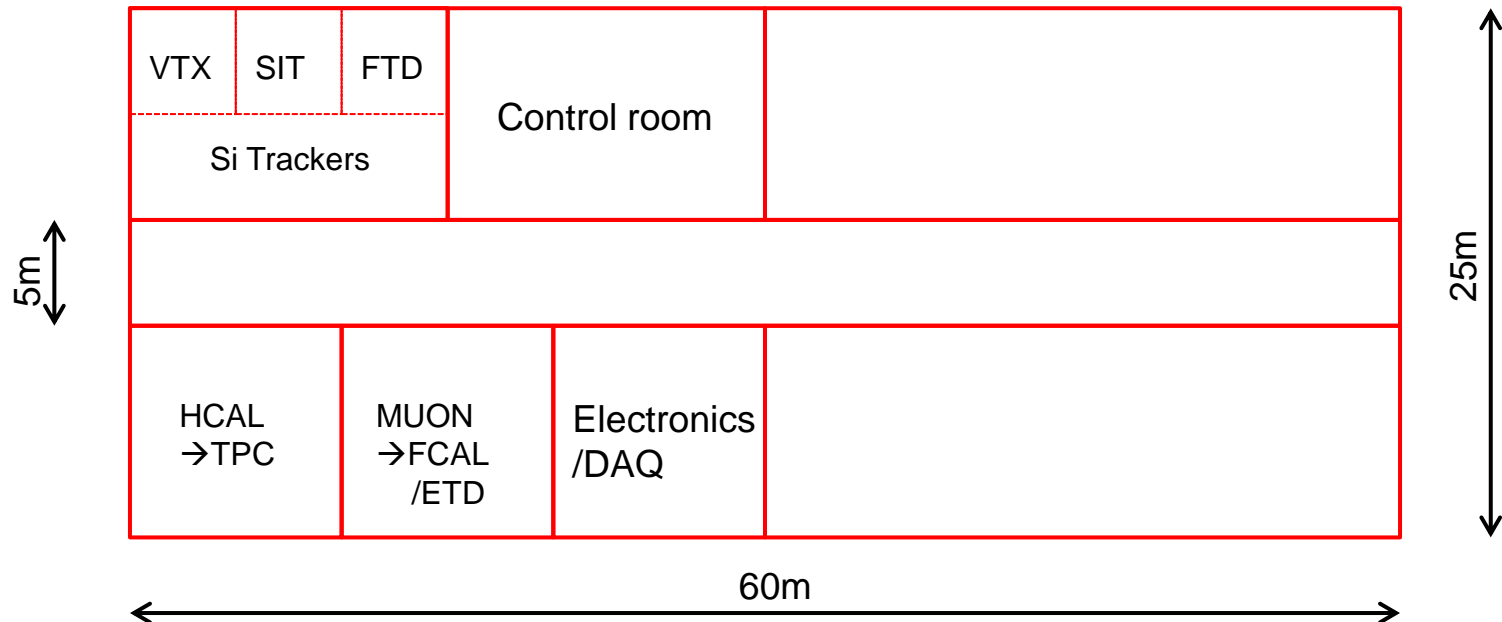 VTX
SIT
FTD
Si Trackers
Control room
5m
25m
HCAL
→TPC
MUON
→FCAL
/ETD
Electronics
/DAQ
60m